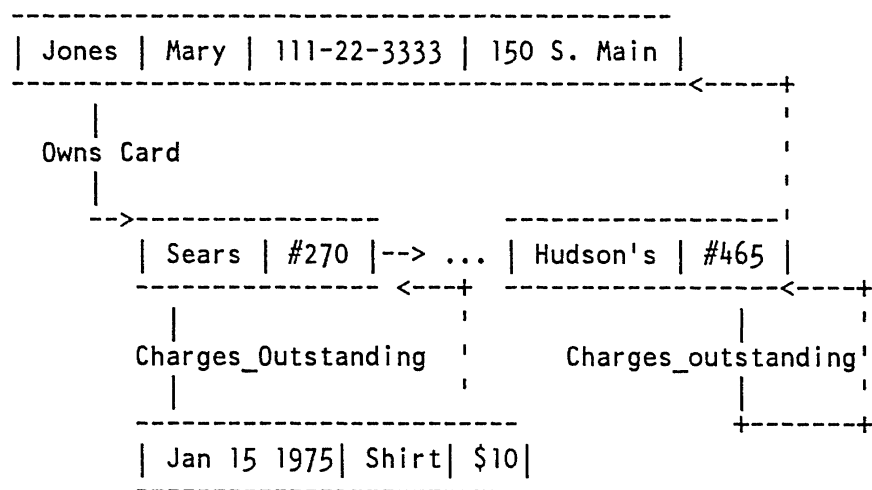 | Jones | Mary | 111-22-3333 | 150 S. Main |
Owns Card
| Sears | #270 |--> ... | Hudson's | #465 |
Charges_Outstanding Charges_outstanding
| Jan 15 1975| Shirt| $10|